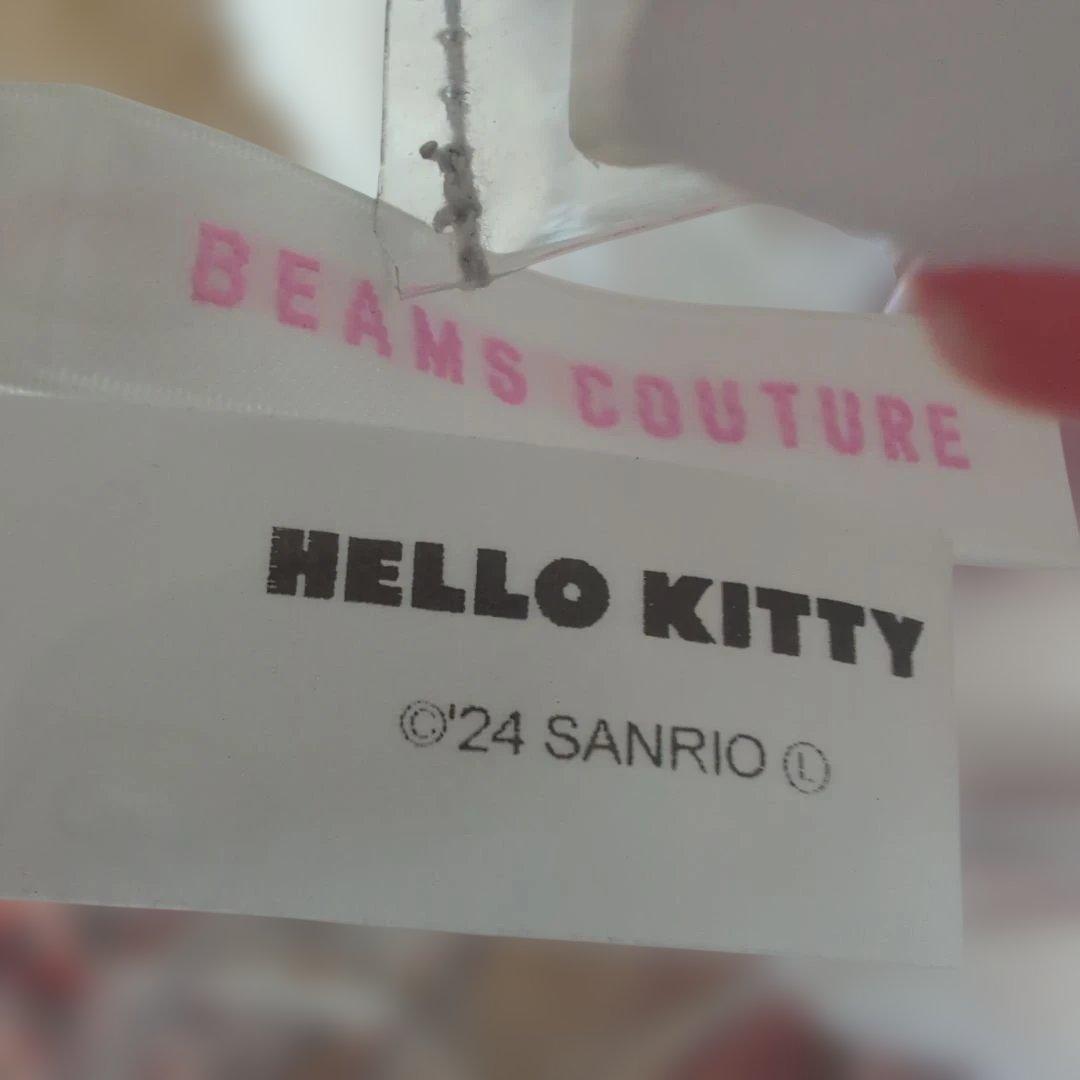 BEAMS COUTURE
HELLO KITTY
©'24 SANRIO Ⓛ